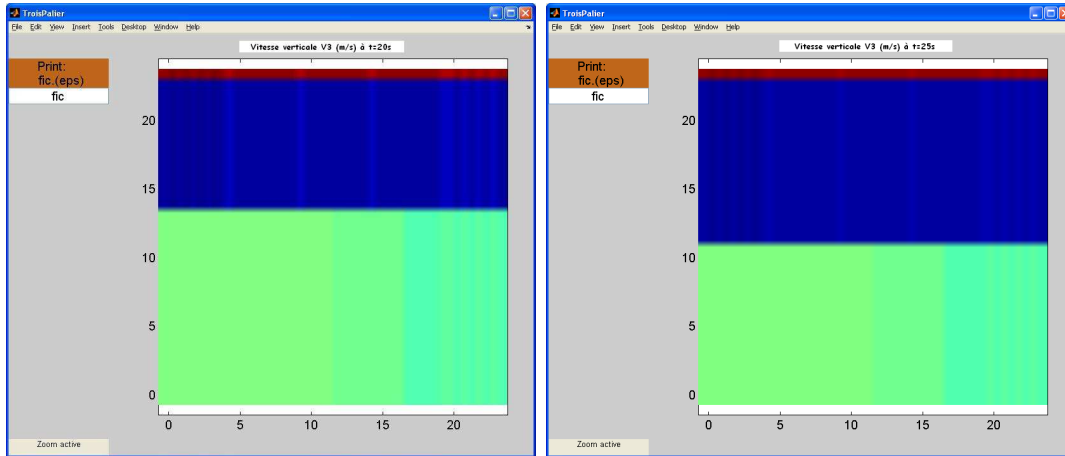 TroisPalier
File Edit View Insert Tools Desktop Window Help
Vitesse verticale V3 (m/s) à t=20s
Print:
fic.(eps)
fic
20
15
10
5
0
0 5 10 15 20
Zoom active
TroisPalier
File Edit View Insert Tools Desktop Window Help
Vitesse verticale V3 (m/s) à t=25s
Print:
fic.(eps)
fic
20
15
10
5
0
0 5 10 15 20
Zoom active